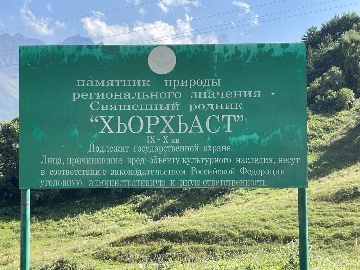 памятник природы
регионального значения -
Священный родник
“ХЬОРХЬАСТ”
IX - X вв
Подлежит государственной охране.
Лица, причинившие вред объекту культурного наследия, несут
в соответствии с законодательством Российской Федерации
уголовную, административную и иную ответственность.